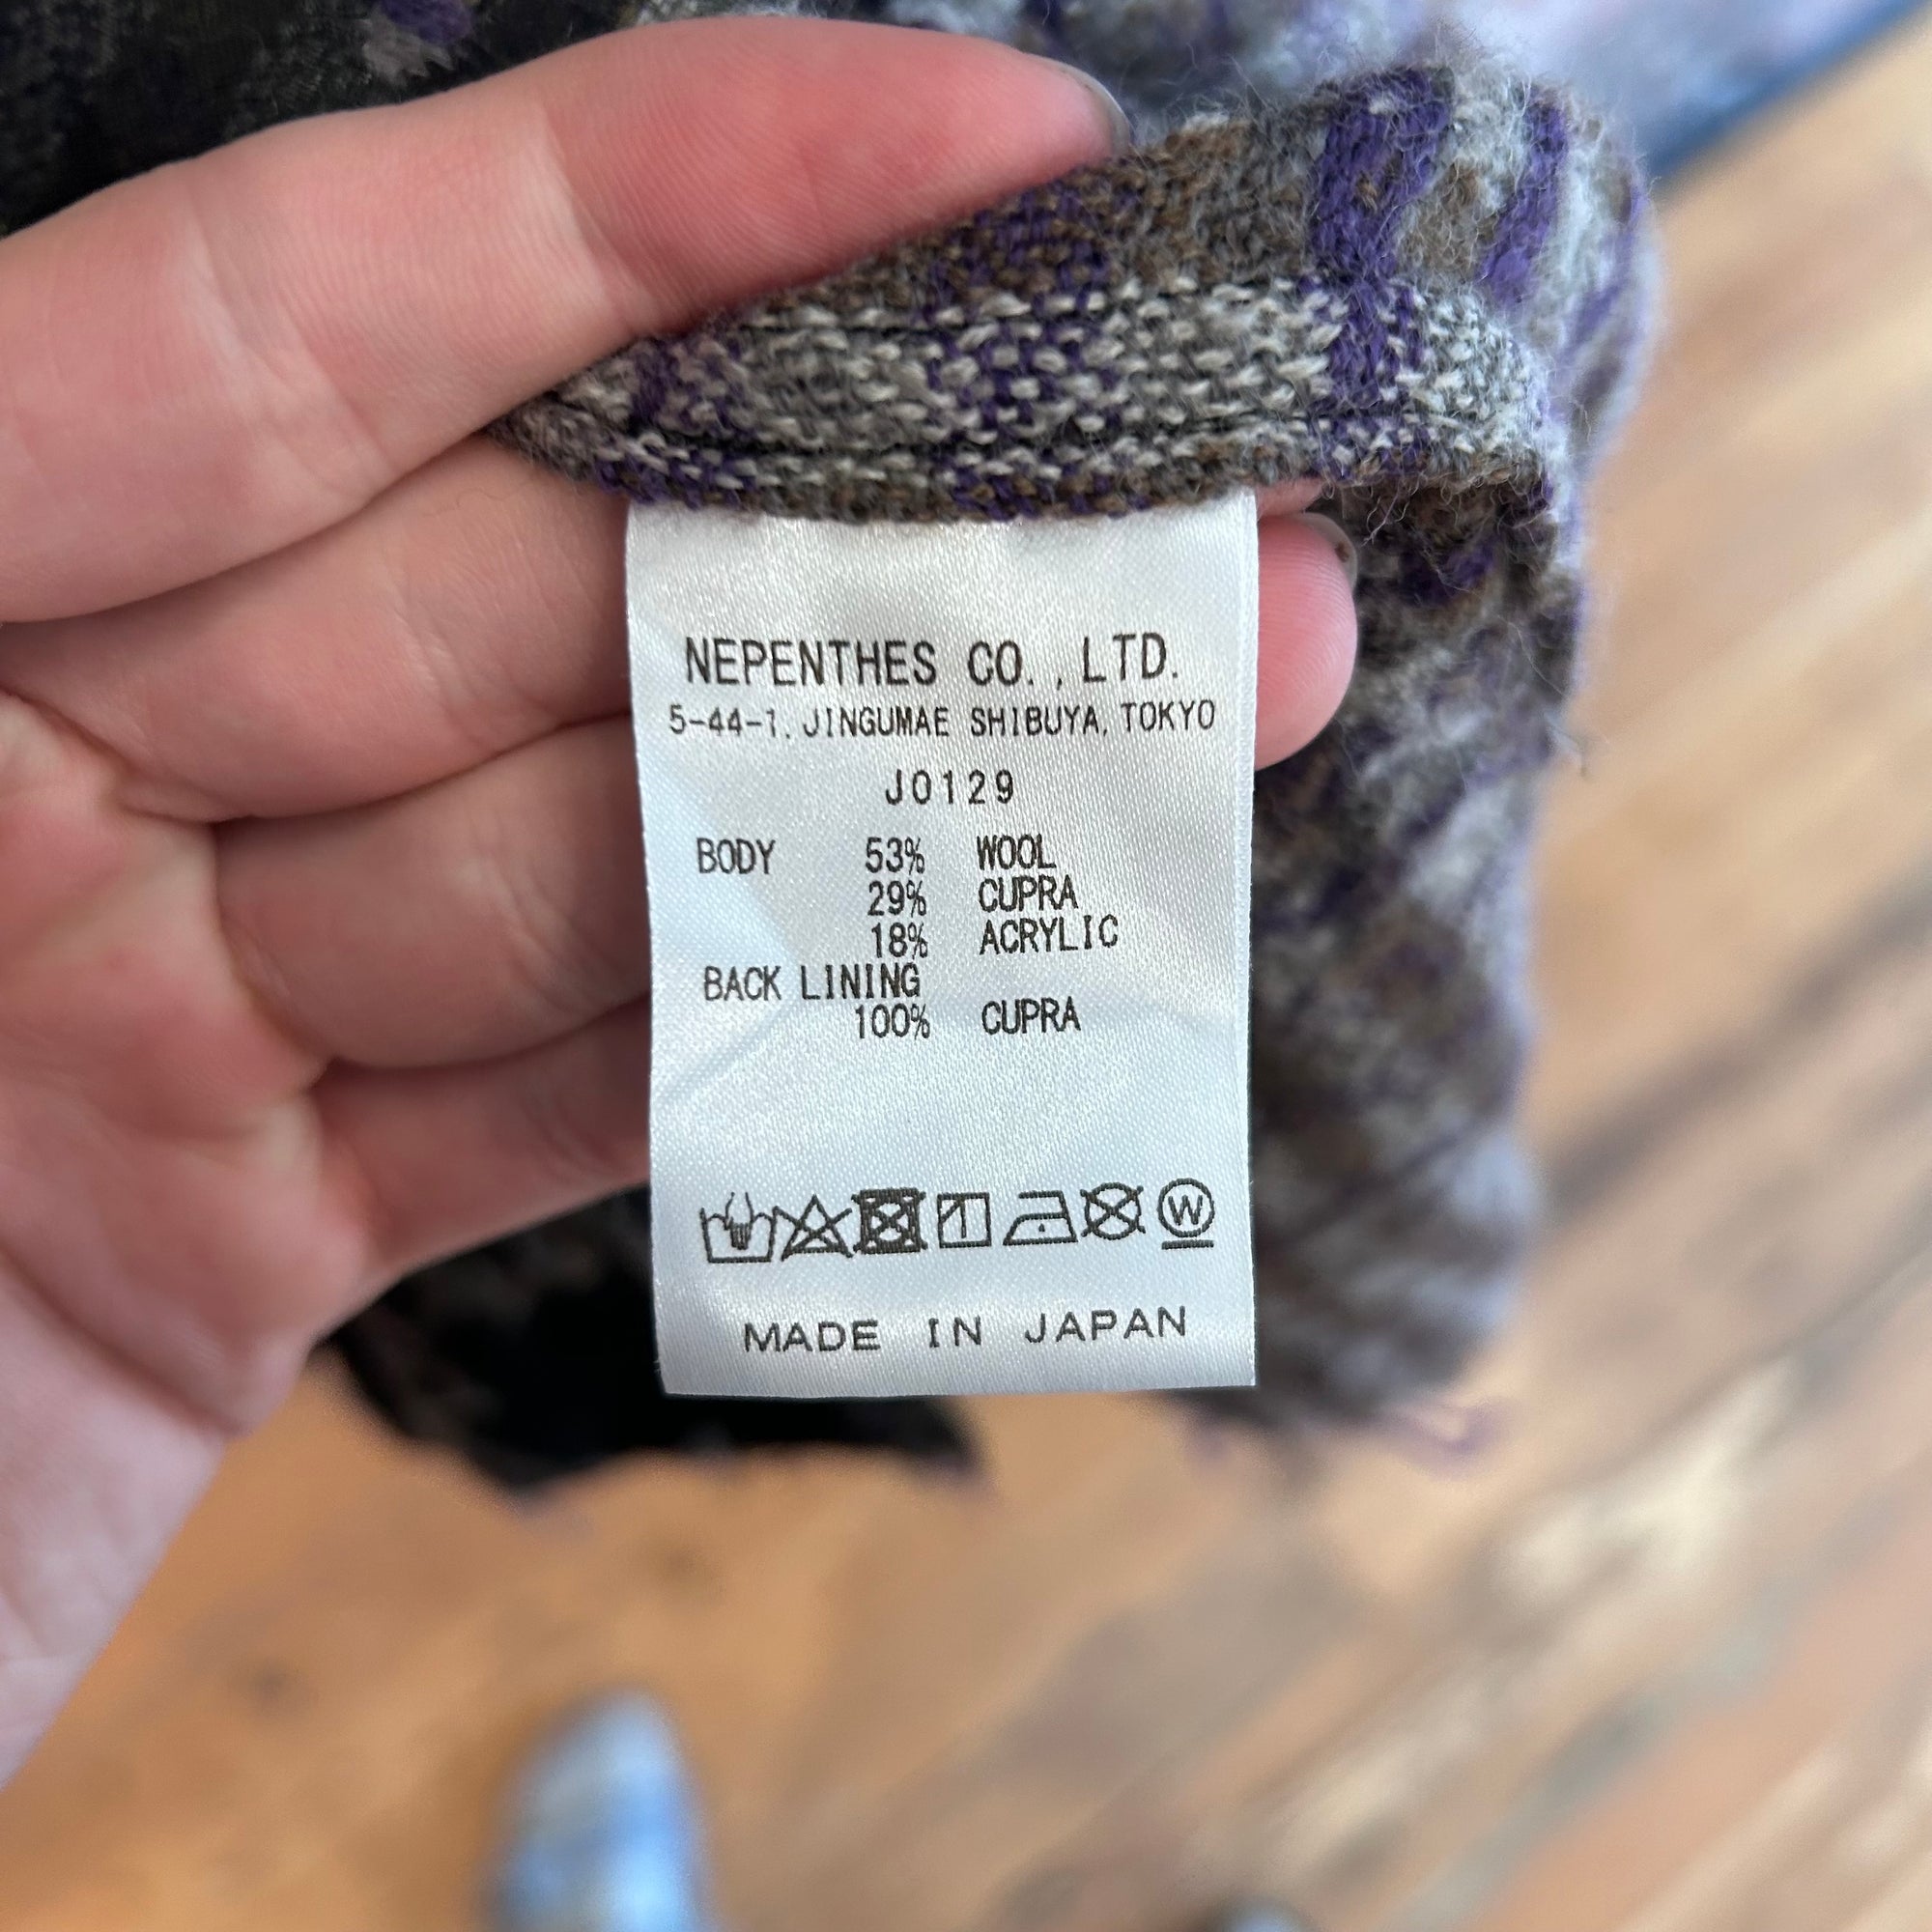 NEPENTHES CO., LTD.
5-44-1, JINGUMAE SHIBUYA, TOKYO
J0129
BODY 53% WOOL
29% CUPRA
18% ACRYLIC
BACK LINING
100% CUPRA
W
MADE IN JAPAN